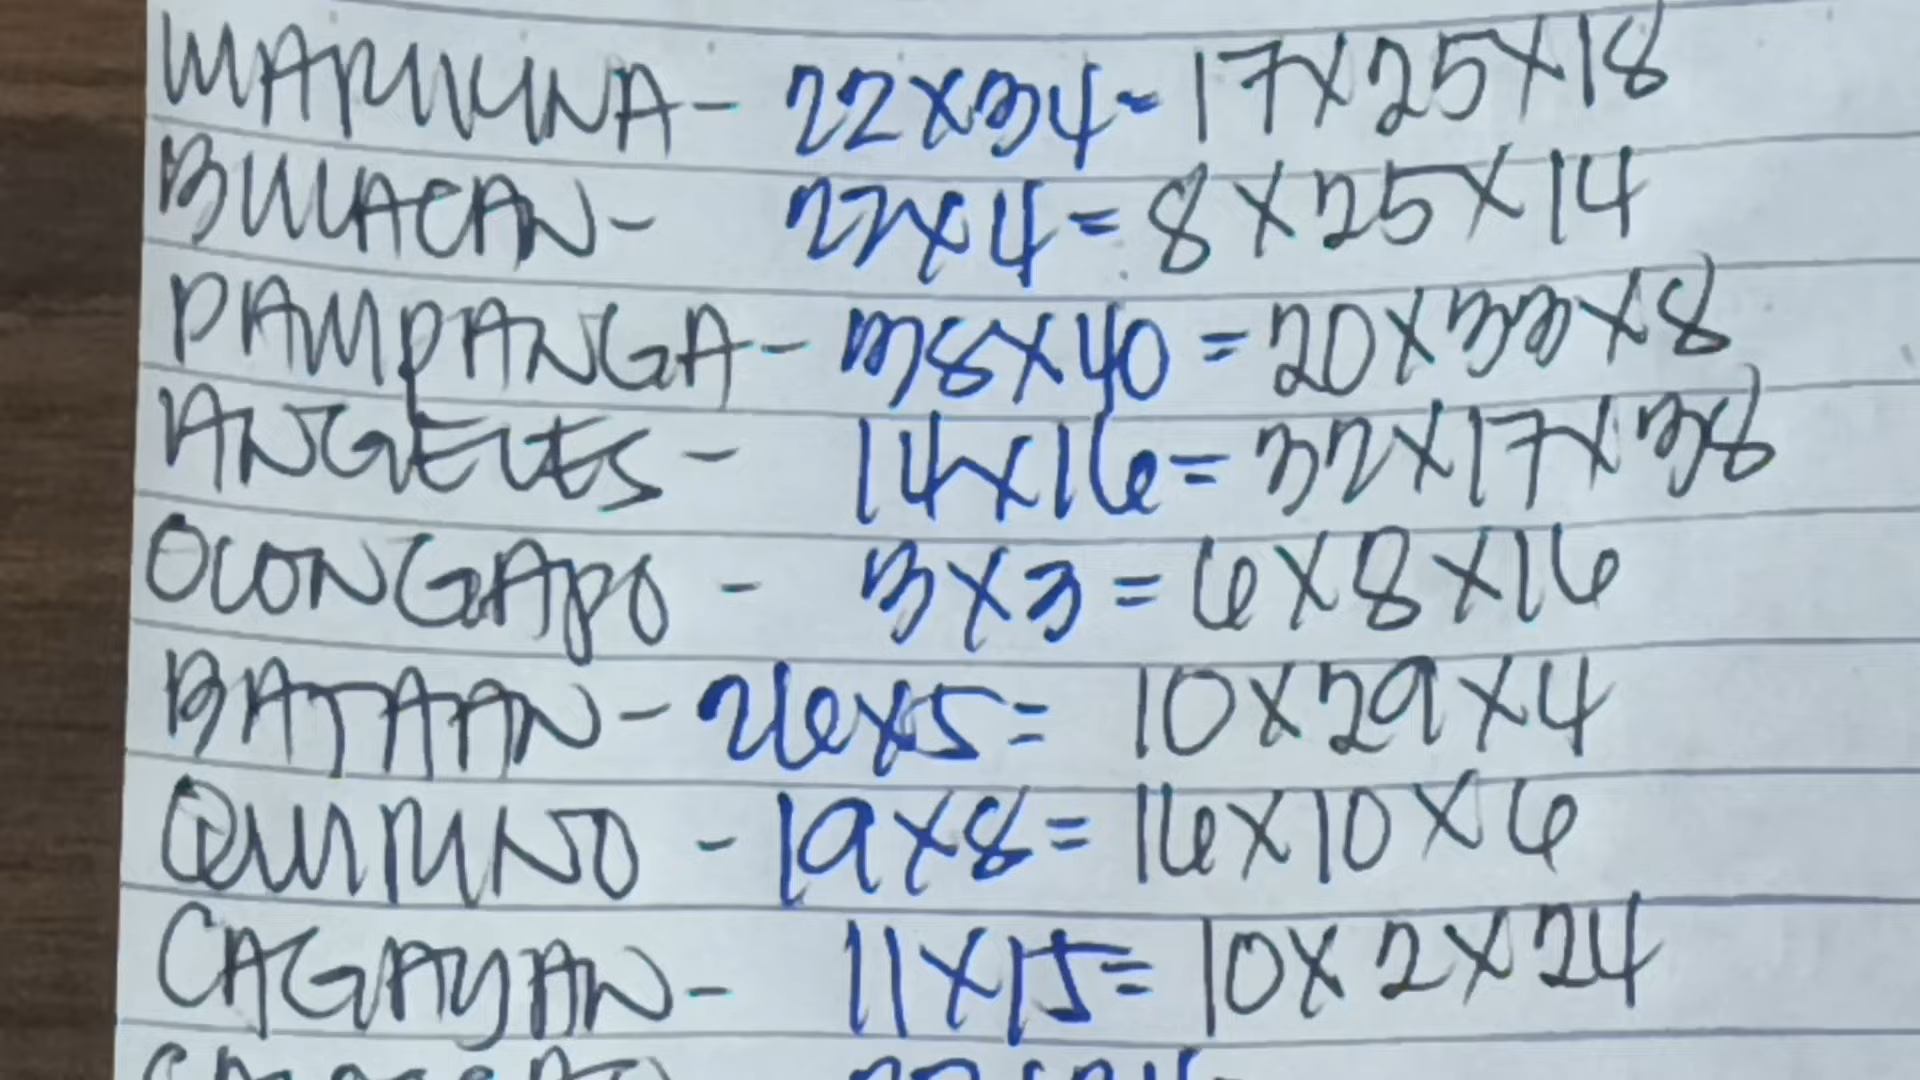 MARIKINA - 22x34- 17x25x18
BULACAN - 22x4= 8x25x14
PAMPANGA - 38x40 = 20x33x8
ANGELES - 14x16= 32x17x38
OLONGAPO - 3x3 = 6x8x16
BATAAN - 26x5= 10x29x4
QUIRINO - 19x8= 16x10x6
CAGAYAN - 11x15= 10x2x24